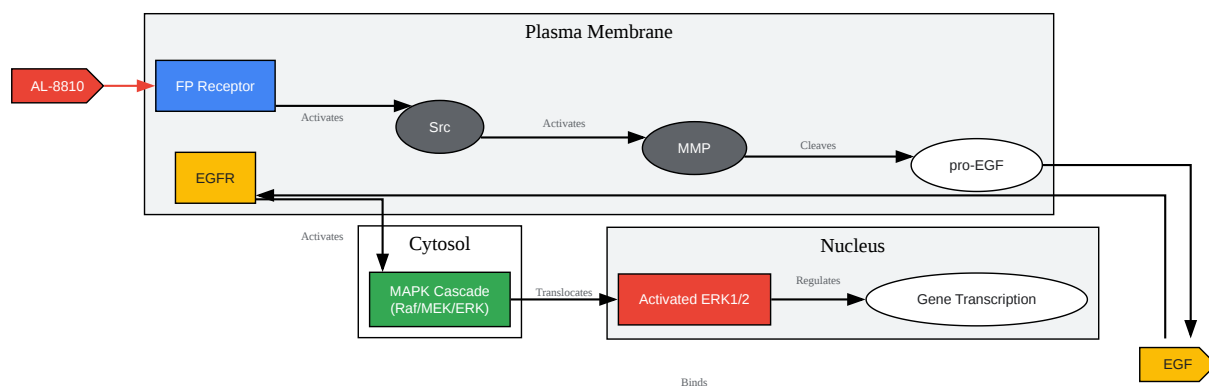 Plasma Membrane
AL-8810
FP Receptor
Activates
Src
Activates
MMP
Cleaves
pro-EGF
EGFR
Activates
Cytosol
MAPK Cascade
(Raf/MEK/ERK)
Translocates
Nucleus
Activated ERK1/2
Regulates
Gene Transcription
EGF
Binds